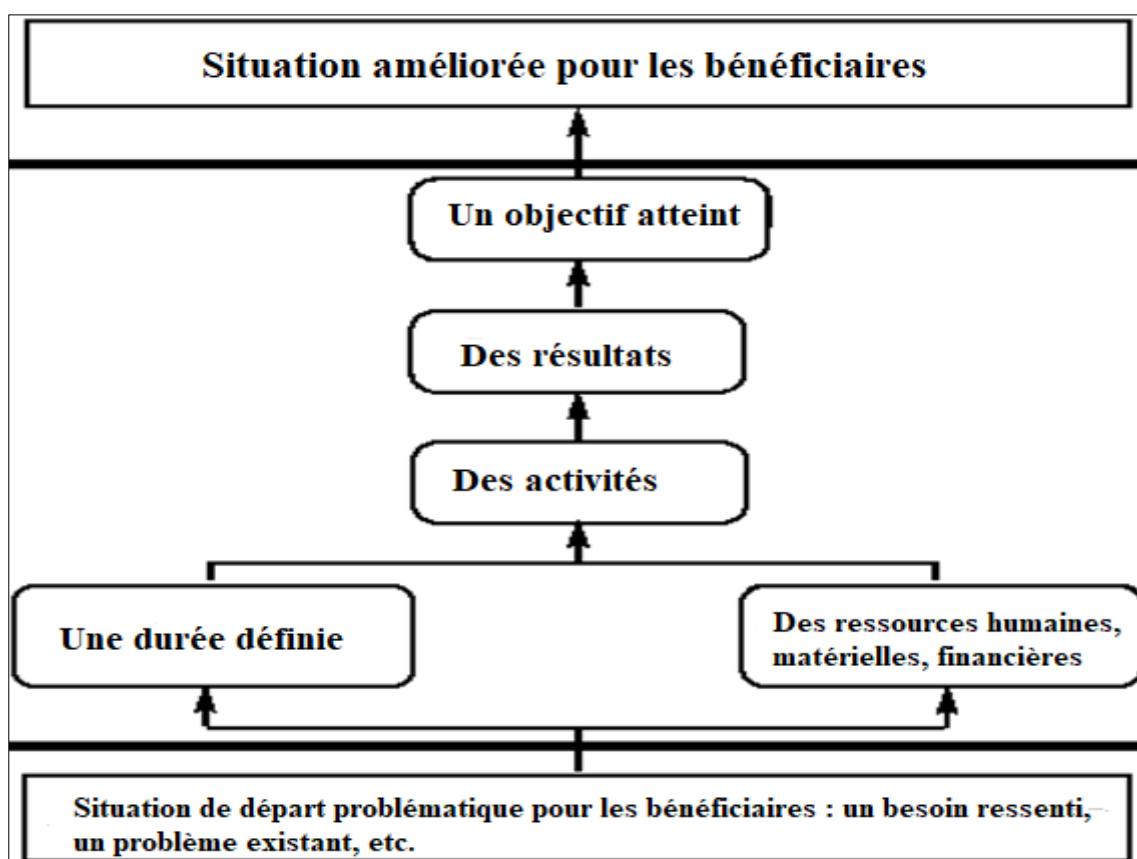 Situation améliorée pour les bénéficiaires
Un objectif atteint
Des résultats
Des activités
Une durée définie
Des ressources humaines,
matérielles, financières
Situation de départ problématique pour les bénéficiaires : un besoin ressenti,
un problème existant, etc.